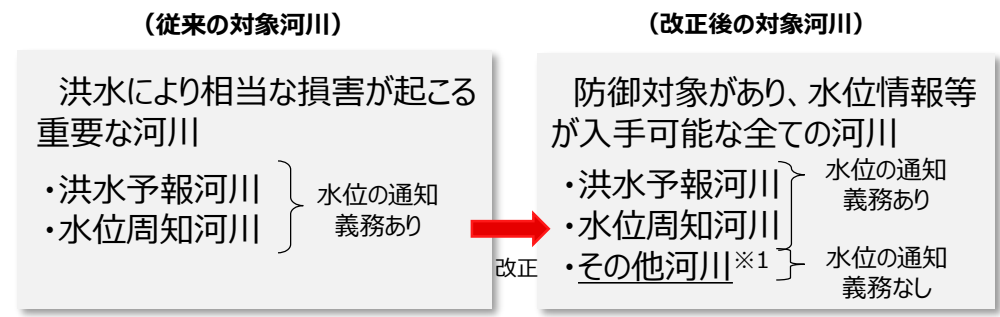 （従来の対象河川）
洪水により相当な損害が起こる
重要な河川
・洪水予報河川
・水位周知河川
水位の通知
義務あり
改正
（改正後の対象河川）
防御対象があり、水位情報等
が入手可能な全ての河川
・洪水予報河川
・水位周知河川
水位の通知
義務あり
・その他河川※1
水位の通知
義務なし